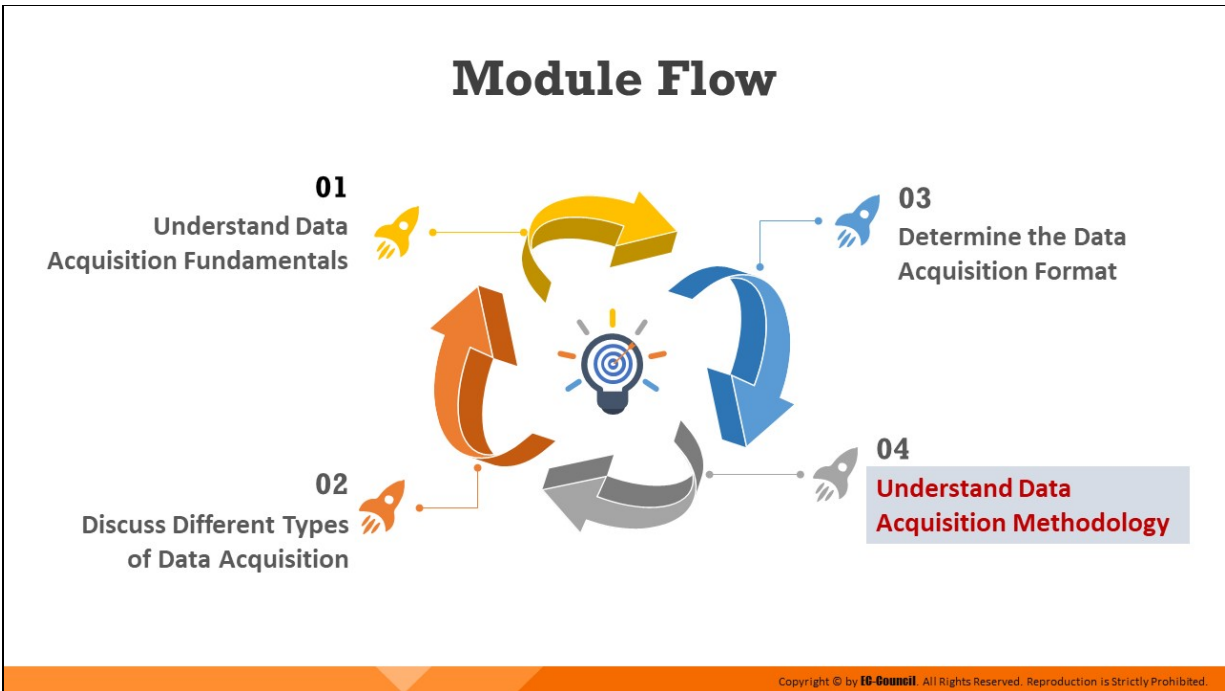 Module Flow
01
Understand Data
Acquisition Fundamentals
02
Discuss Different Types
of Data Acquisition
03
Determine the Data
Acquisition Format
04
Understand Data
Acquisition Methodology
Copyright © by EC-Council. All Rights Reserved. Reproduction is Strictly Prohibited.